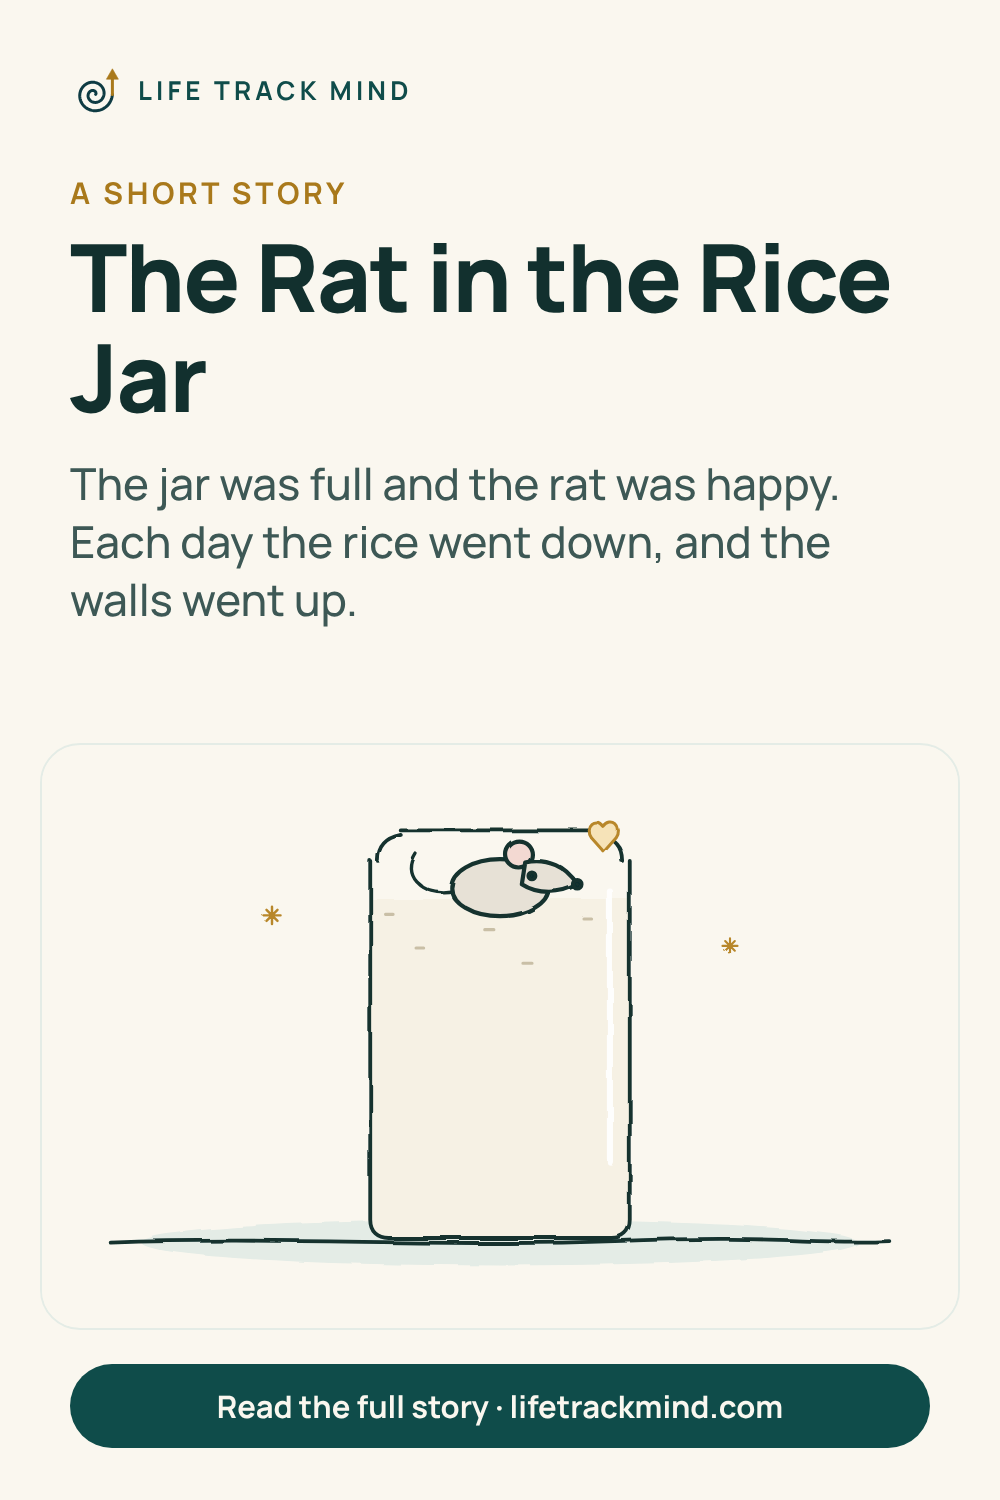 LIFE TRACK MIND
A SHORT STORY
The Rat in the Rice
Jar
The jar was full and the rat was happy.
Each day the rice went down, and the
walls went up.
Read the full story · lifetrackmind.com